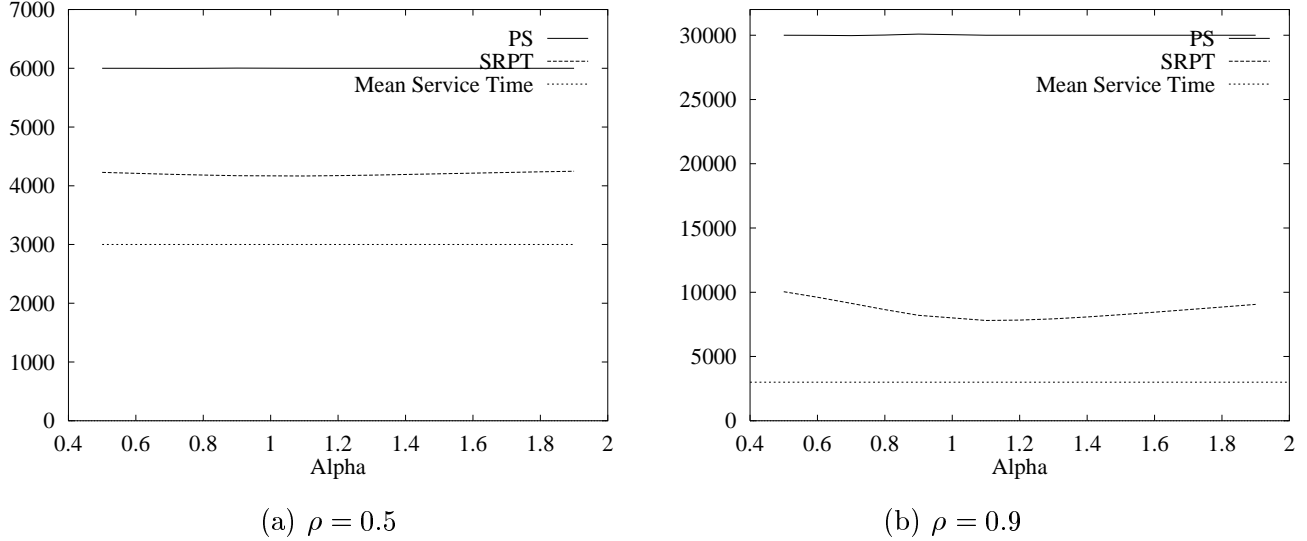 7000
6000
5000
4000
3000
2000
1000
0
0.4 0.6 0.8 1 1.2 1.4 1.6 1.8 2
Alpha
PS
SRPT
Mean Service Time
(a) ρ = 0.5
30000
25000
20000
15000
10000
5000
0
0.4 0.6 0.8 1 1.2 1.4 1.6 1.8 2
Alpha
PS
SRPT
Mean Service Time
(b) ρ = 0.9